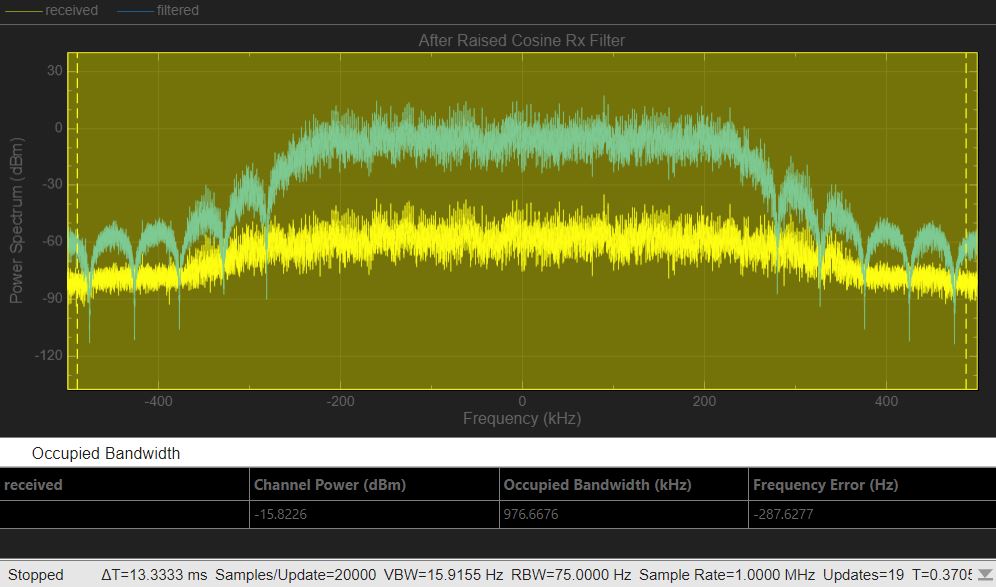 received filtered
After Raised Cosine Rx Filter
30
0
-30
-60
-90
-120
Power Spectrum (dBm)
-400 -200 0 200 400
Frequency (kHz)
Occupied Bandwidth
received Channel Power (dBm) Occupied Bandwidth (kHz) Frequency Error (Hz)
-15.8226 976.6676 -287.6277
Stopped ΔT=13.3333 ms Samples/Update=20000 VBW=15.9155 Hz RBW=75.0000 Hz Sample Rate=1.0000 MHz Updates=19 T=0.3705